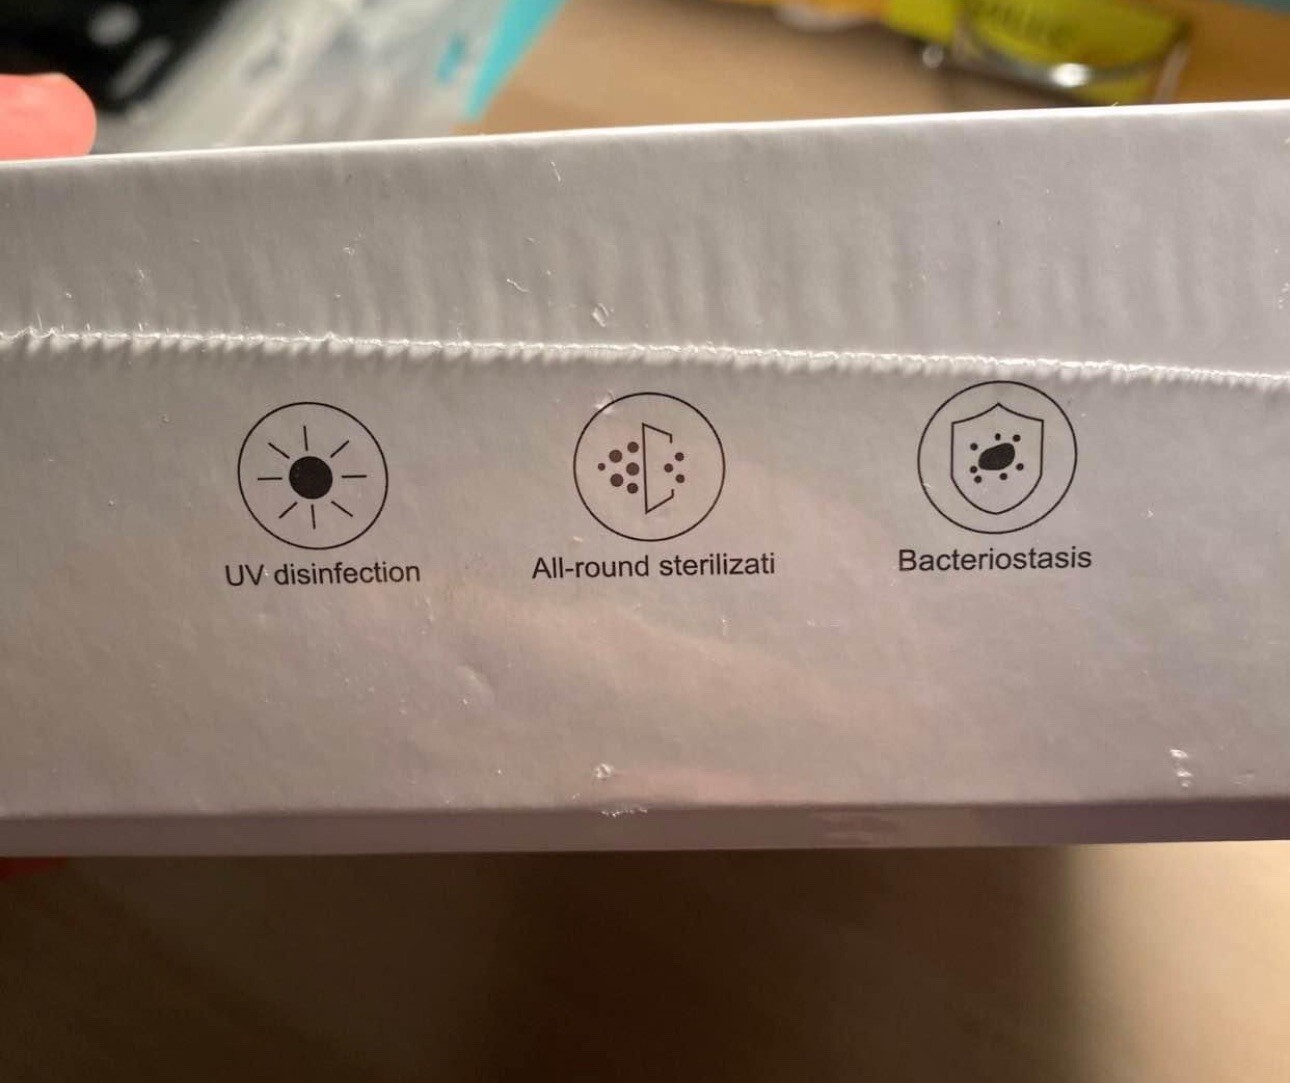 UV disinfection
All-round sterilizati
Bacteriostasis